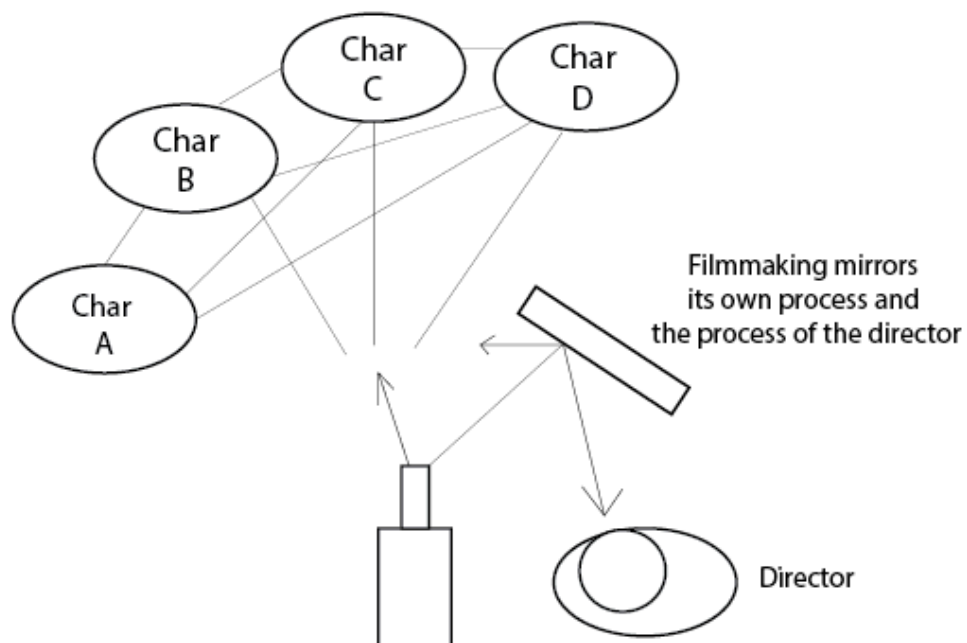 Char
C
Char
D
Char
B
Char
A
Filmmaking mirrors
its own process and
the process of the director
Director